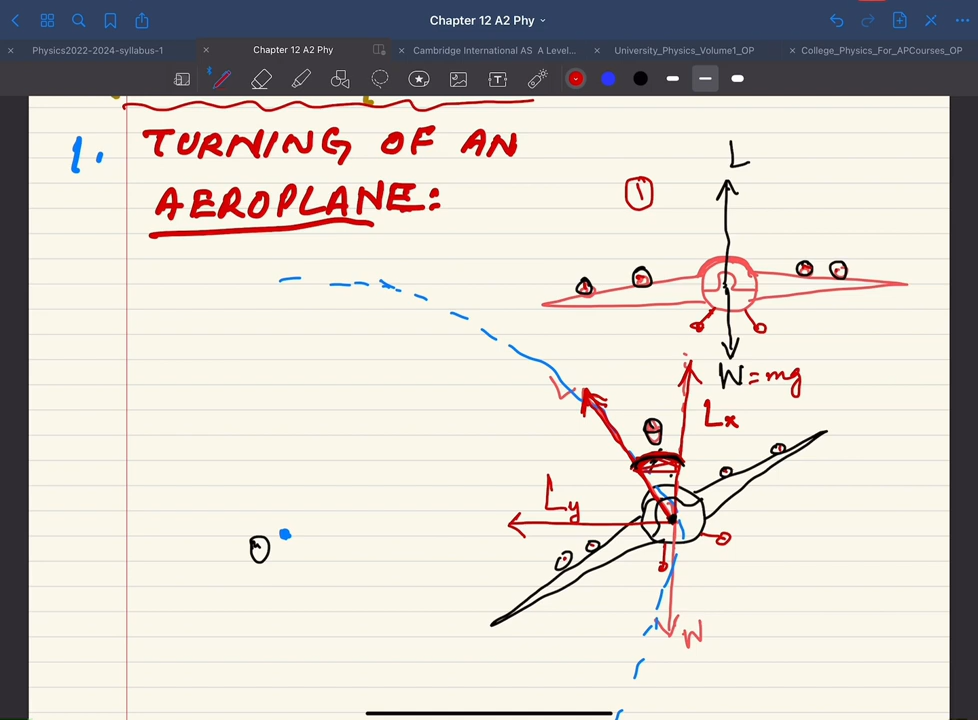 Chapter 12 A2 Phy
Physics2022-2024-syllabus-1
Chapter 12 A2 Phy
Cambridge International AS A Level...
University_Physics_Volume1_OP
College_Physics_For_APCourses_OP
1. TURNING OF AN
AEROPLANE:
1
L
W = mg
Lx
θ
Ly
O
W